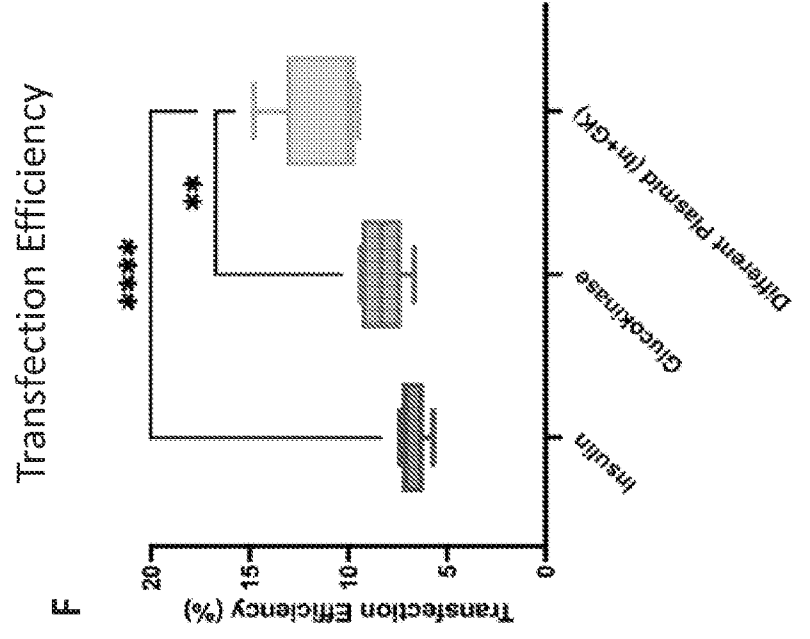 F
Transfection Efficiency
Transfection Efficiency (%)
20
15
10
5
0
****
**
Insulin
Glucokinase
Different Plasmid (In+GK)